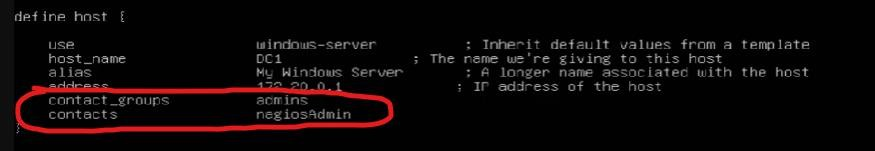 define host {
use windows-server ; Inherit default values from a template
host_name DC1 ; The name we're giving to this host
alias My Windows Server ; A longer name associated with the host
address 172.20.0.1 ; IP address of the host
contact_groups admins
contacts nagiosAdmin
}